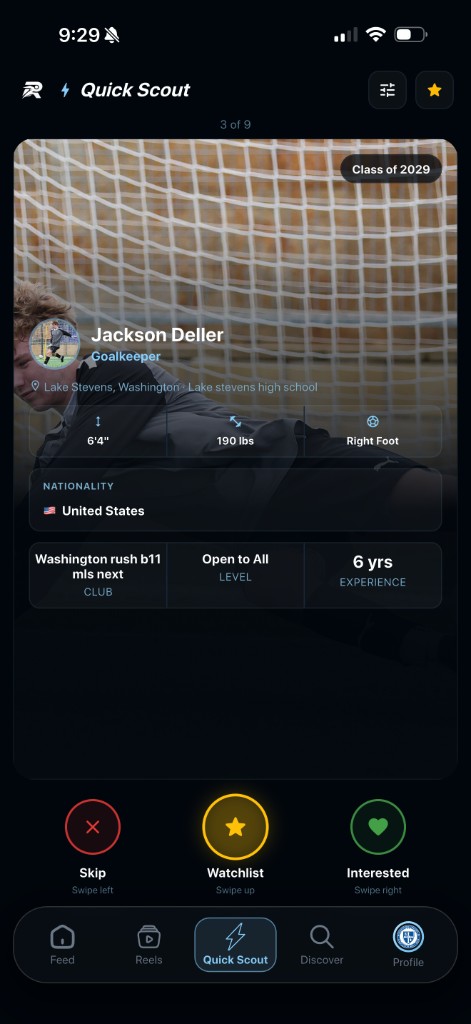 9:29
Quick Scout
3 of 9
Class of 2029
Jackson Deller
Goalkeeper
Lake Stevens, Washington · Lake stevens high school
6'4"
190 lbs
Right Foot
NATIONALITY
🇺🇸 United States
Washington rush b11
mls next
CLUB
Open to All
LEVEL
6 yrs
EXPERIENCE
Skip
Swipe left
Watchlist
Swipe up
Interested
Swipe right
Feed
Reels
Quick Scout
Discover
Profile